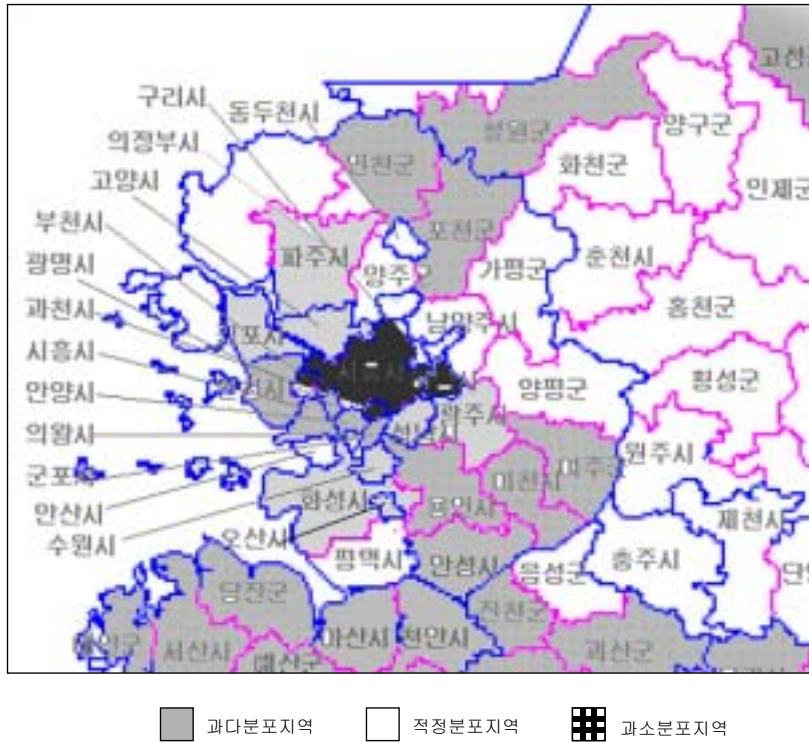 고성
구리시
동두천시
철원군
양구군
의정부시
연천군
화천군
인제군
고양시
포천군
부천시
파주시
양주
가평군
춘천시
광명시
홍천군
과천시
포시
남양주시
시흥시
양평군
횡성군
안양시
광주시
성남시
의왕시
여주
원주시
군포시
이천시
화성시
용인시
안산시
제천시
수원시
오산시
평택시
안성시
음성군
충주시
단양
당진군
진천군
서산시
예산군
아산시
천안시
괴산군
과다분포지역 적정분포지역 과소분포지역